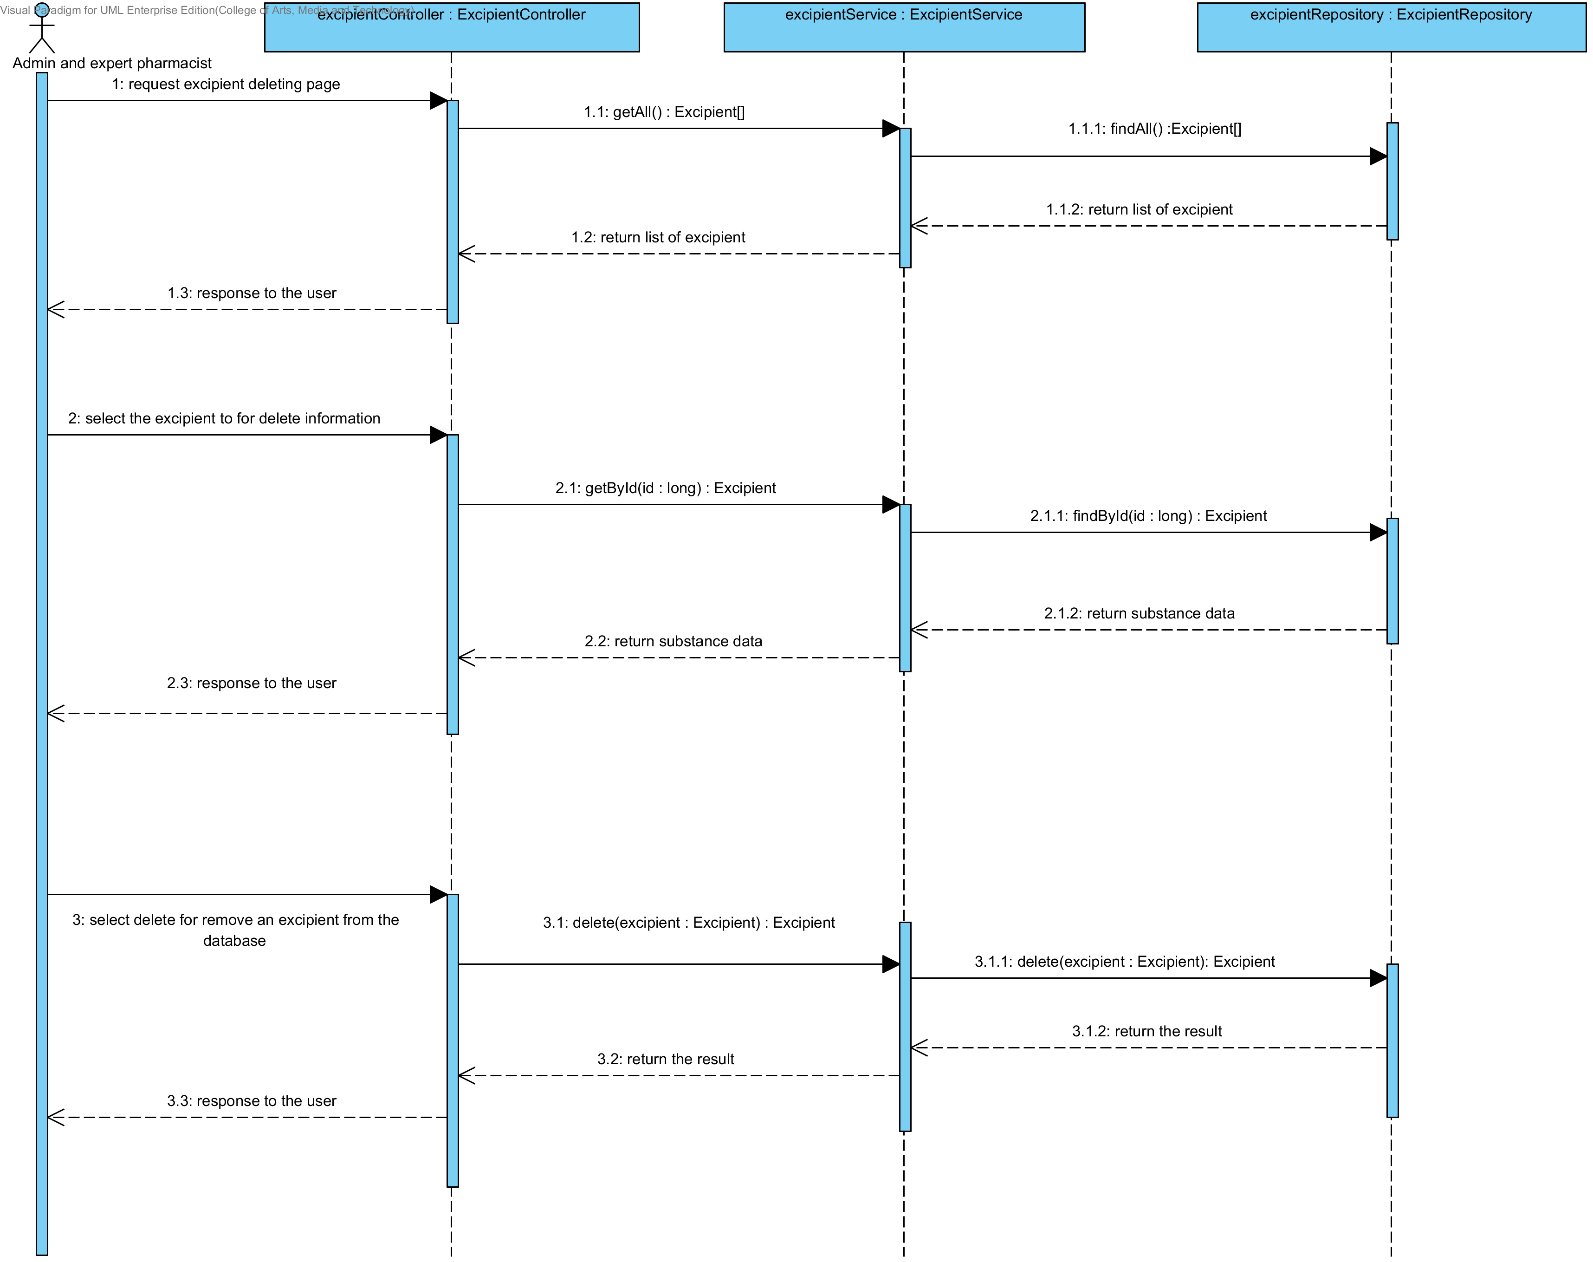 Visual Paradigm for UML Enterprise Edition(College of Arts, Media and Technology)
excipientController : ExcipientController
excipientService : ExcipientService
excipientRepository : ExcipientRepository
Admin and expert pharmacist
1: request excipient deleting page
1.1: getAll() : Excipient[]
1.1.1: findAll() :Excipient[]
1.1.2: return list of excipient
1.2: return list of excipient
1.3: response to the user
2: select the excipient to for delete information
2.1: getById(id : long) : Excipient
2.1.1: findById(id : long) : Excipient
2.1.2: return substance data
2.2: return substance data
2.3: response to the user
3: select delete for remove an excipient from the
database
3.1: delete(excipient : Excipient) : Excipient
3.1.1: delete(excipient : Excipient): Excipient
3.1.2: return the result
3.2: return the result
3.3: response to the user